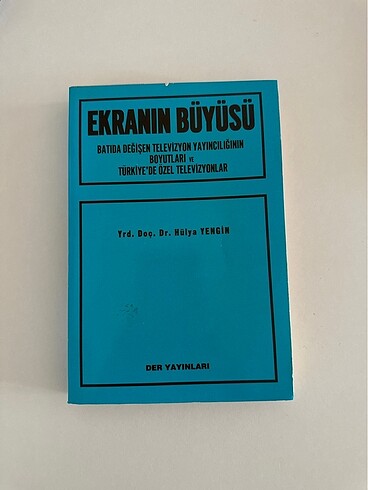 EKRANIN BÜYÜSÜ
BATIDA DEĞİŞEN TELEVİZYON YAYINCILIĞININ
BOYUTLARI ve
TÜRKİYE'DE ÖZEL TELEVİZYONLAR
Yrd. Doç. Dr. Hülya YENGİN
DER YAYINLARI